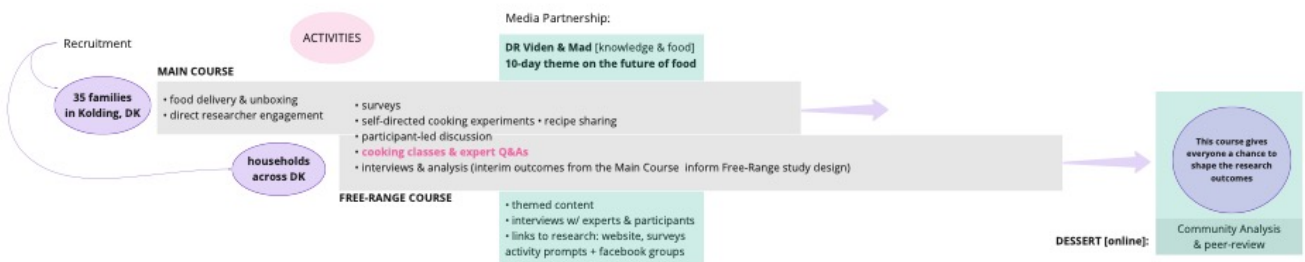 Media Partnership:
Recruitment
ACTIVITIES
DR Viden & Mad [knowledge & food]
10-day theme on the future of food
MAIN COURSE
35 families
in Kolding, DK
• food delivery & unboxing
• direct researcher engagement
• surveys
• self-directed cooking experiments • recipe sharing
• participant-led discussion
• cooking classes & expert Q&As
• interviews & analysis (interim outcomes from the Main Course inform Free-Range study design)
households
across DK
FREE-RANGE COURSE
• themed content
• interviews w/ experts & participants
• links to research: website, surveys
activity prompts + facebook groups
This course gives
everyone a chance to
shape the research
outcomes
DESSERT [online]:
Community Analysis
& peer-review